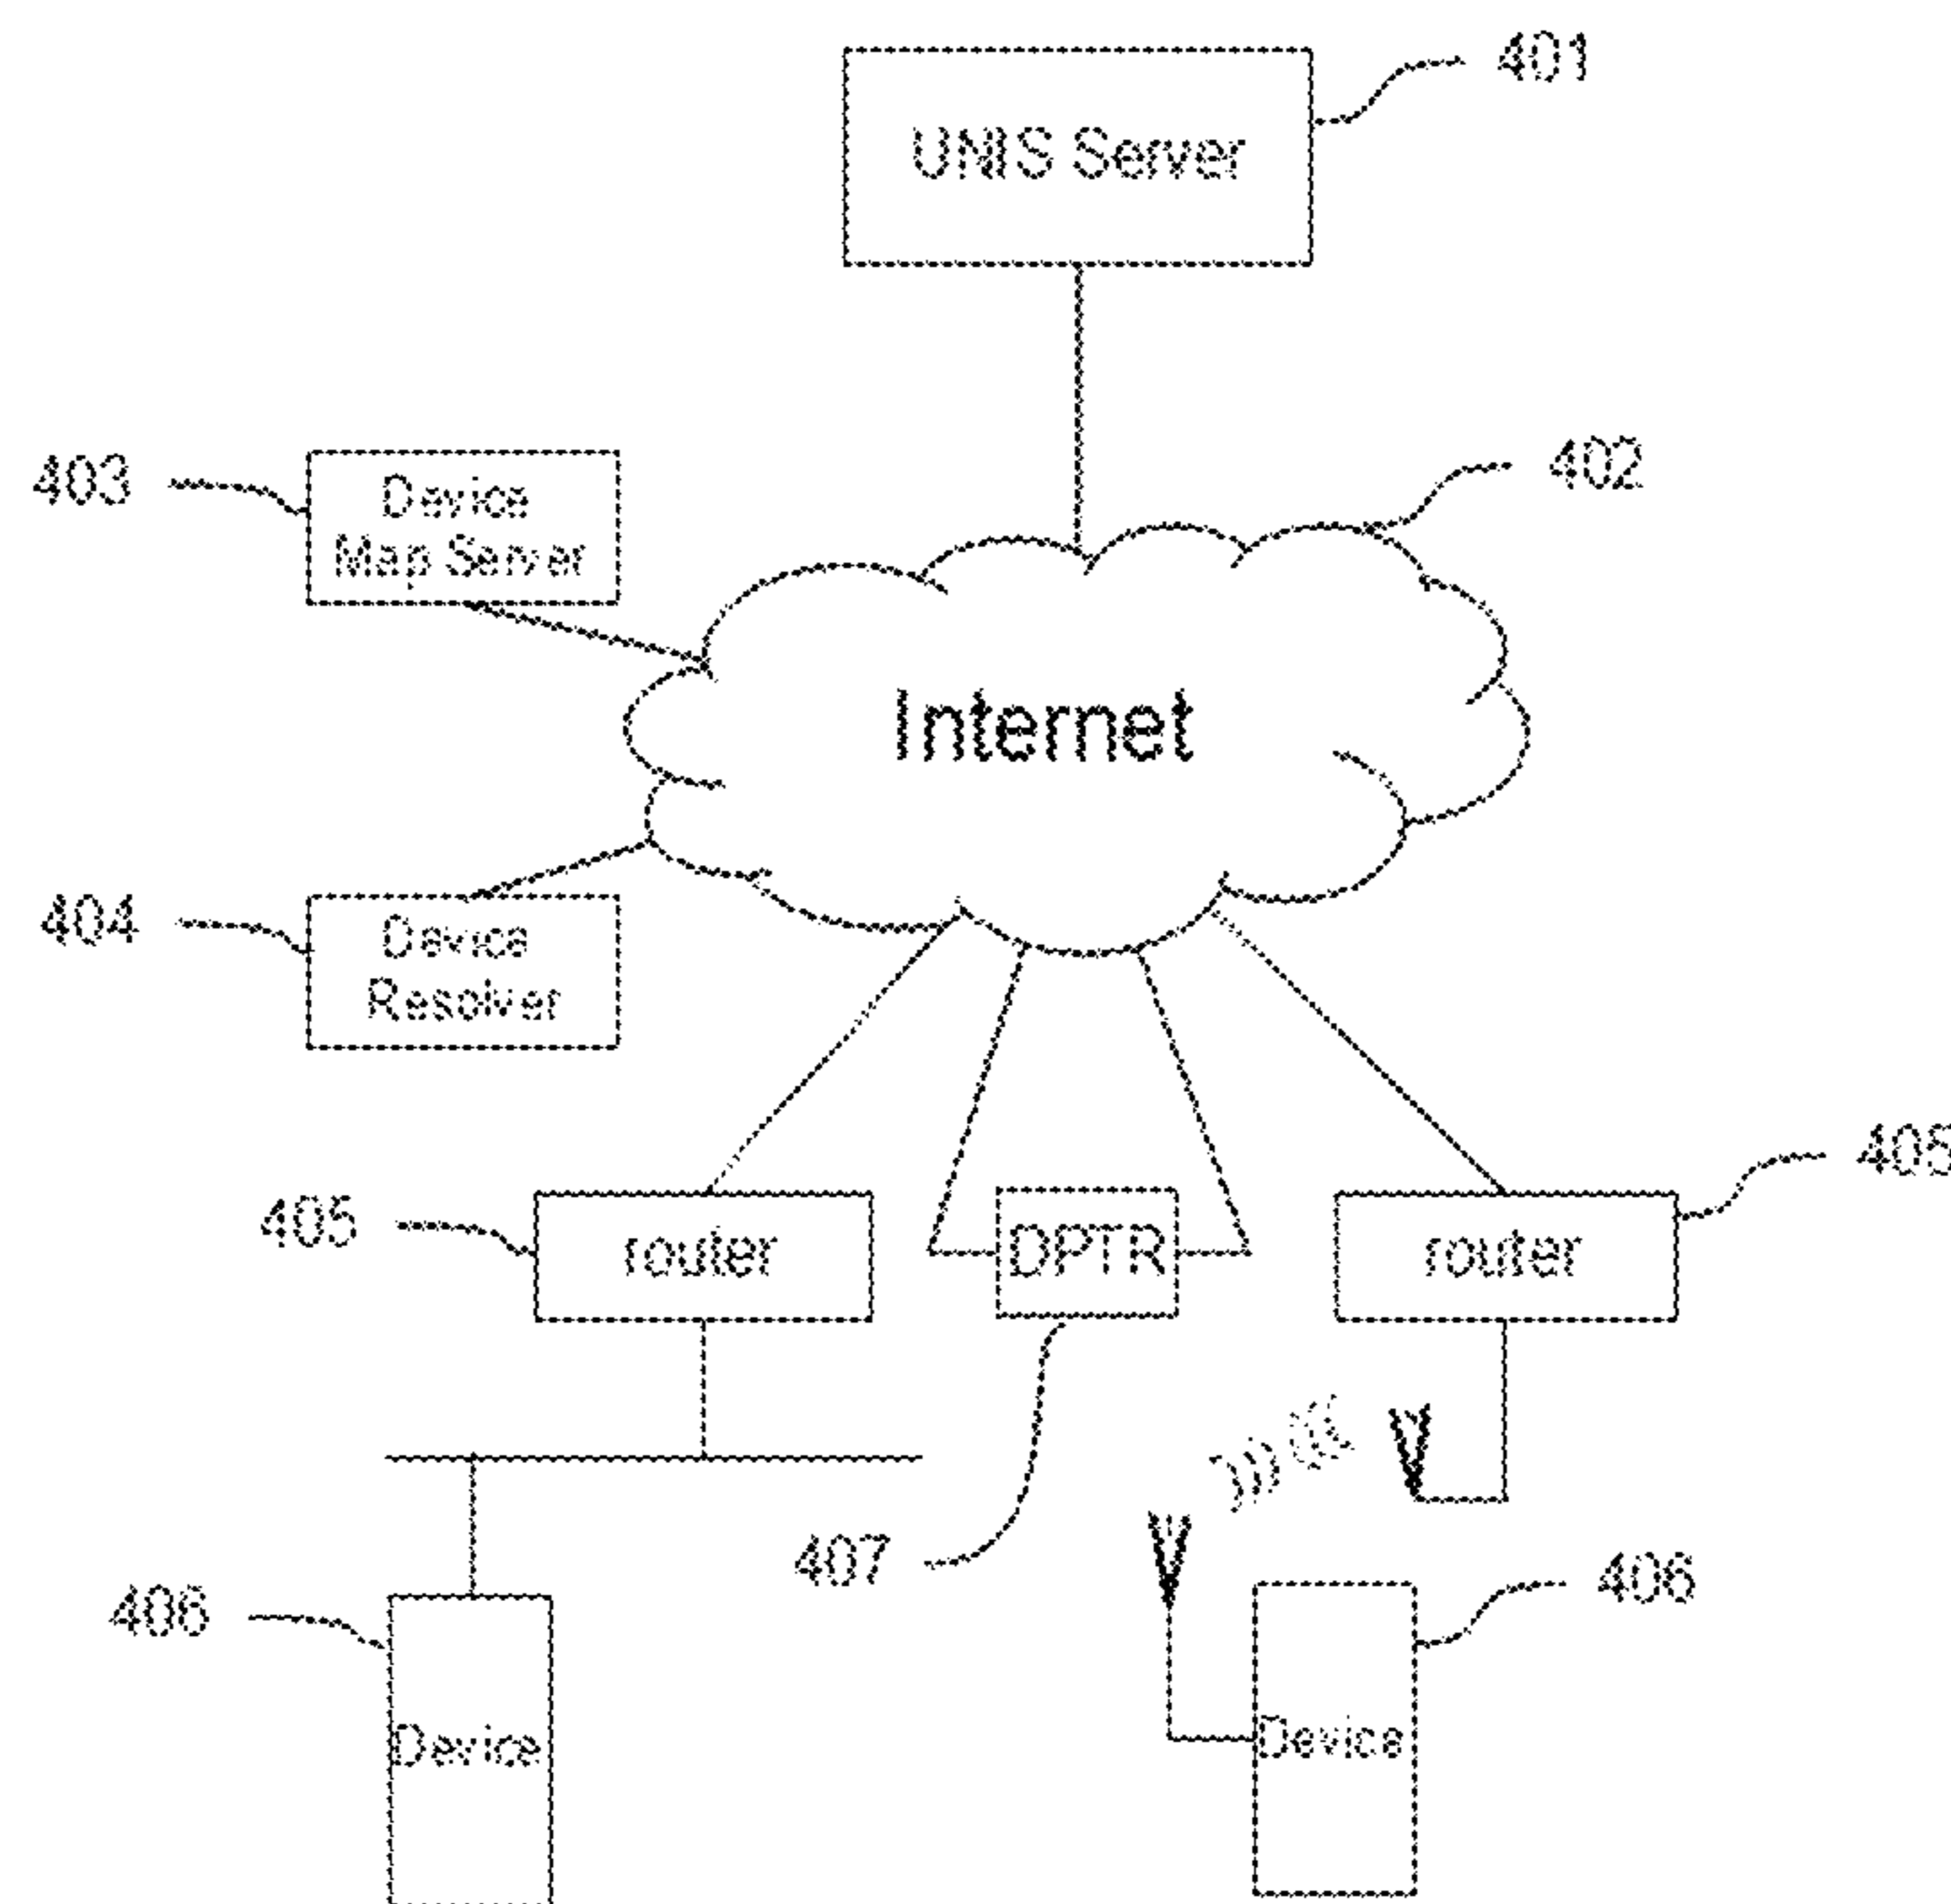 401
UNIS Server
402
403
Device
Map Server
Internet
404
Device
Resolver
405
405
router
DPTR
router
407
406
406
Device
Device